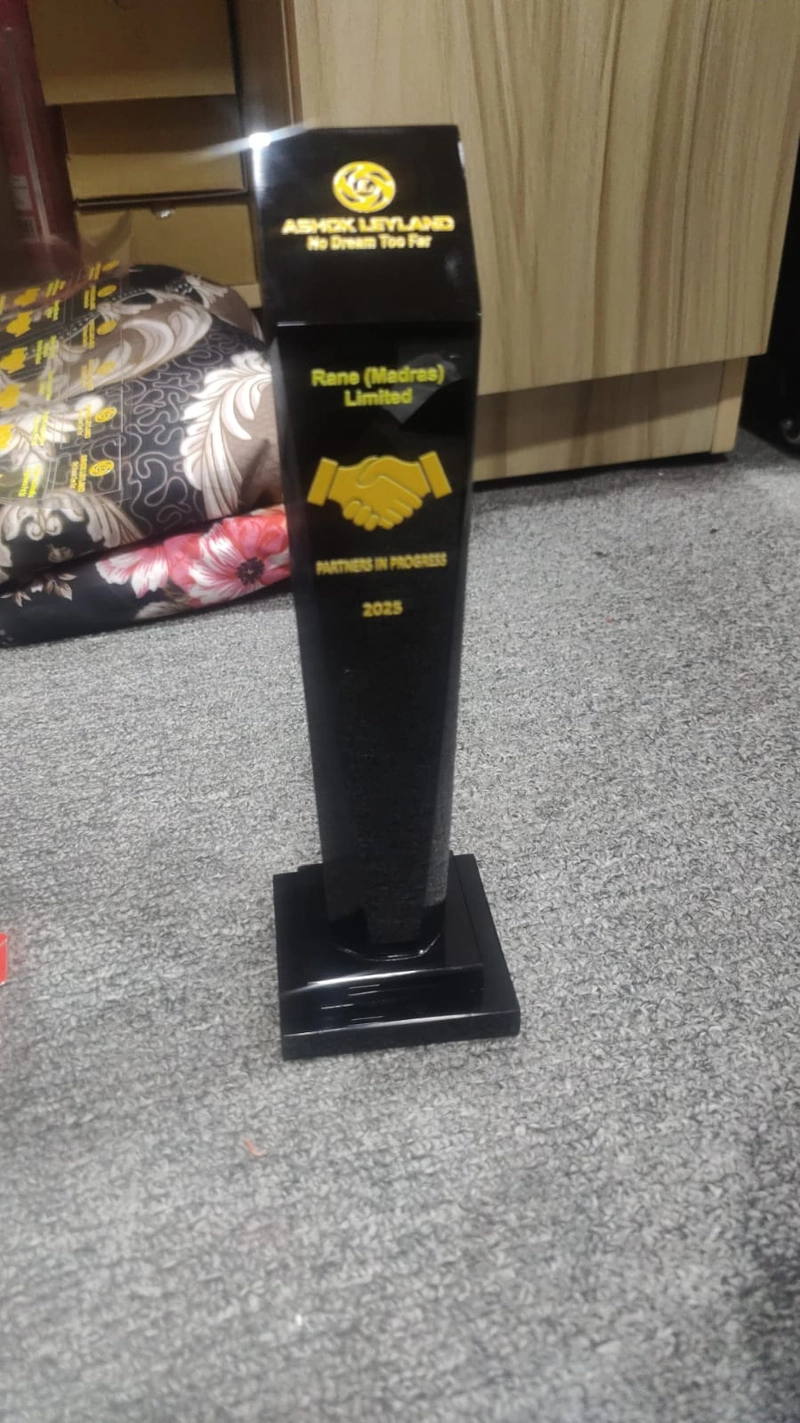 ASHOK LEYLAND
No Dream Too Far
Rane (Madras)
Limited
PARTNERS IN PROGRESS
2025